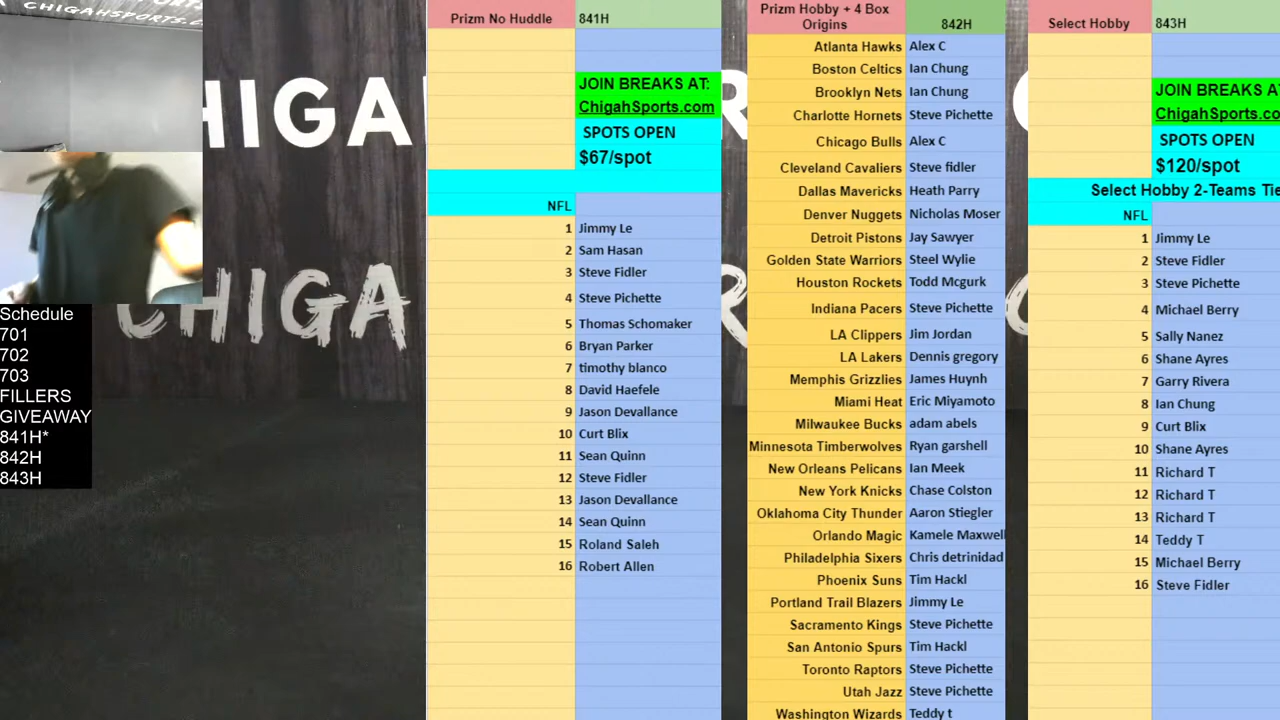 CHIGAHSPORTS.C
HIGA
CHIGA
Schedule
701
702
703
FILLERS
GIVEAWAY
841H*
842H
843H
Prizm No Huddle 841H
JOIN BREAKS AT:
ChigahSports.com
SPOTS OPEN
$67/spot
NFL
1 Jimmy Le
2 Sam Hasan
3 Steve Fidler
4 Steve Pichette
5 Thomas Schomaker
6 Bryan Parker
7 timothy blanco
8 David Haefele
9 Jason Devallance
10 Curt Blix
11 Sean Quinn
12 Steve Fidler
13 Jason Devallance
14 Sean Quinn
15 Roland Saleh
16 Robert Allen
Prizm Hobby + 4 Box
Origins 842H
Atlanta Hawks Alex C
Boston Celtics Ian Chung
Brooklyn Nets Ian Chung
Charlotte Hornets Steve Pichette
Chicago Bulls Alex C
Cleveland Cavaliers Steve fidler
Dallas Mavericks Heath Parry
Denver Nuggets Nicholas Moser
Detroit Pistons Jay Sawyer
Golden State Warriors Steel Wylie
Houston Rockets Todd Mcgurk
Indiana Pacers Steve Pichette
LA Clippers Jim Jordan
LA Lakers Dennis gregory
Memphis Grizzlies James Huynh
Miami Heat Eric Miyamoto
Milwaukee Bucks adam abels
Minnesota Timberwolves Ryan garshell
New Orleans Pelicans Ian Meek
New York Knicks Chase Colston
Oklahoma City Thunder Aaron Stiegler
Orlando Magic Kamele Maxwell
Philadelphia Sixers Chris detrinidad
Phoenix Suns Tim Hackl
Portland Trail Blazers Jimmy Le
Sacramento Kings Steve Pichette
San Antonio Spurs Tim Hackl
Toronto Raptors Steve Pichette
Utah Jazz Steve Pichette
Washington Wizards Teddy t
Select Hobby 843H
JOIN BREAKS A
ChigahSports.co
SPOTS OPEN
$120/spot
Select Hobby 2-Teams Tie
NFL
1 Jimmy Le
2 Steve Fidler
3 Steve Pichette
4 Michael Berry
5 Sally Nanez
6 Shane Ayres
7 Garry Rivera
8 Ian Chung
9 Curt Blix
10 Shane Ayres
11 Richard T
12 Richard T
13 Richard T
14 Teddy T
15 Michael Berry
16 Steve Fidler